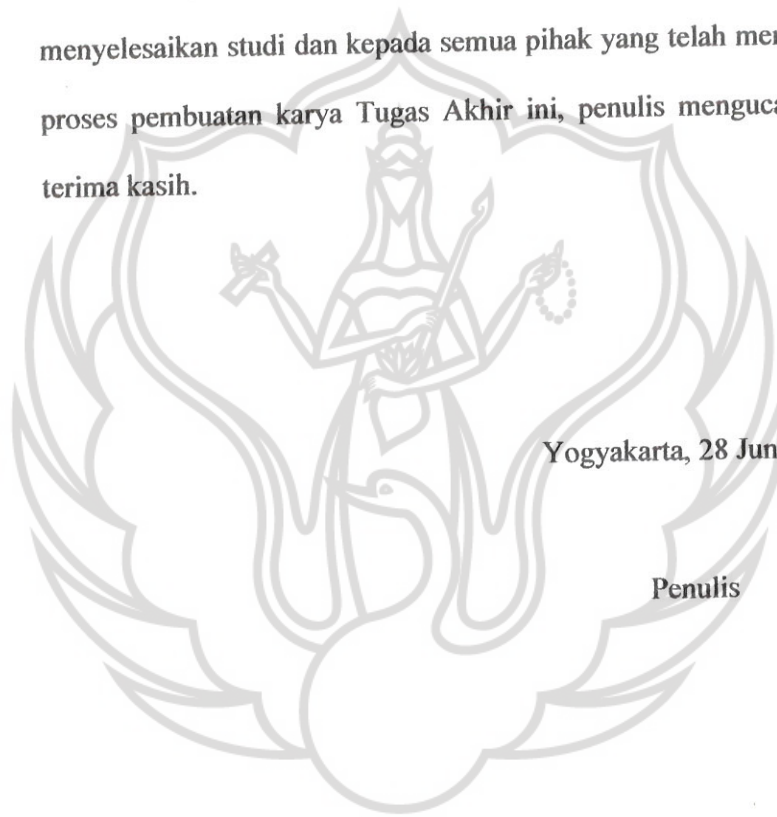 menyelesaikan studi dan kepada semua pihak yang telah
proses pembuatan karya Tugas Akhir ini, penulis
terima kasih.
Yogyakarta, 28
Penulis